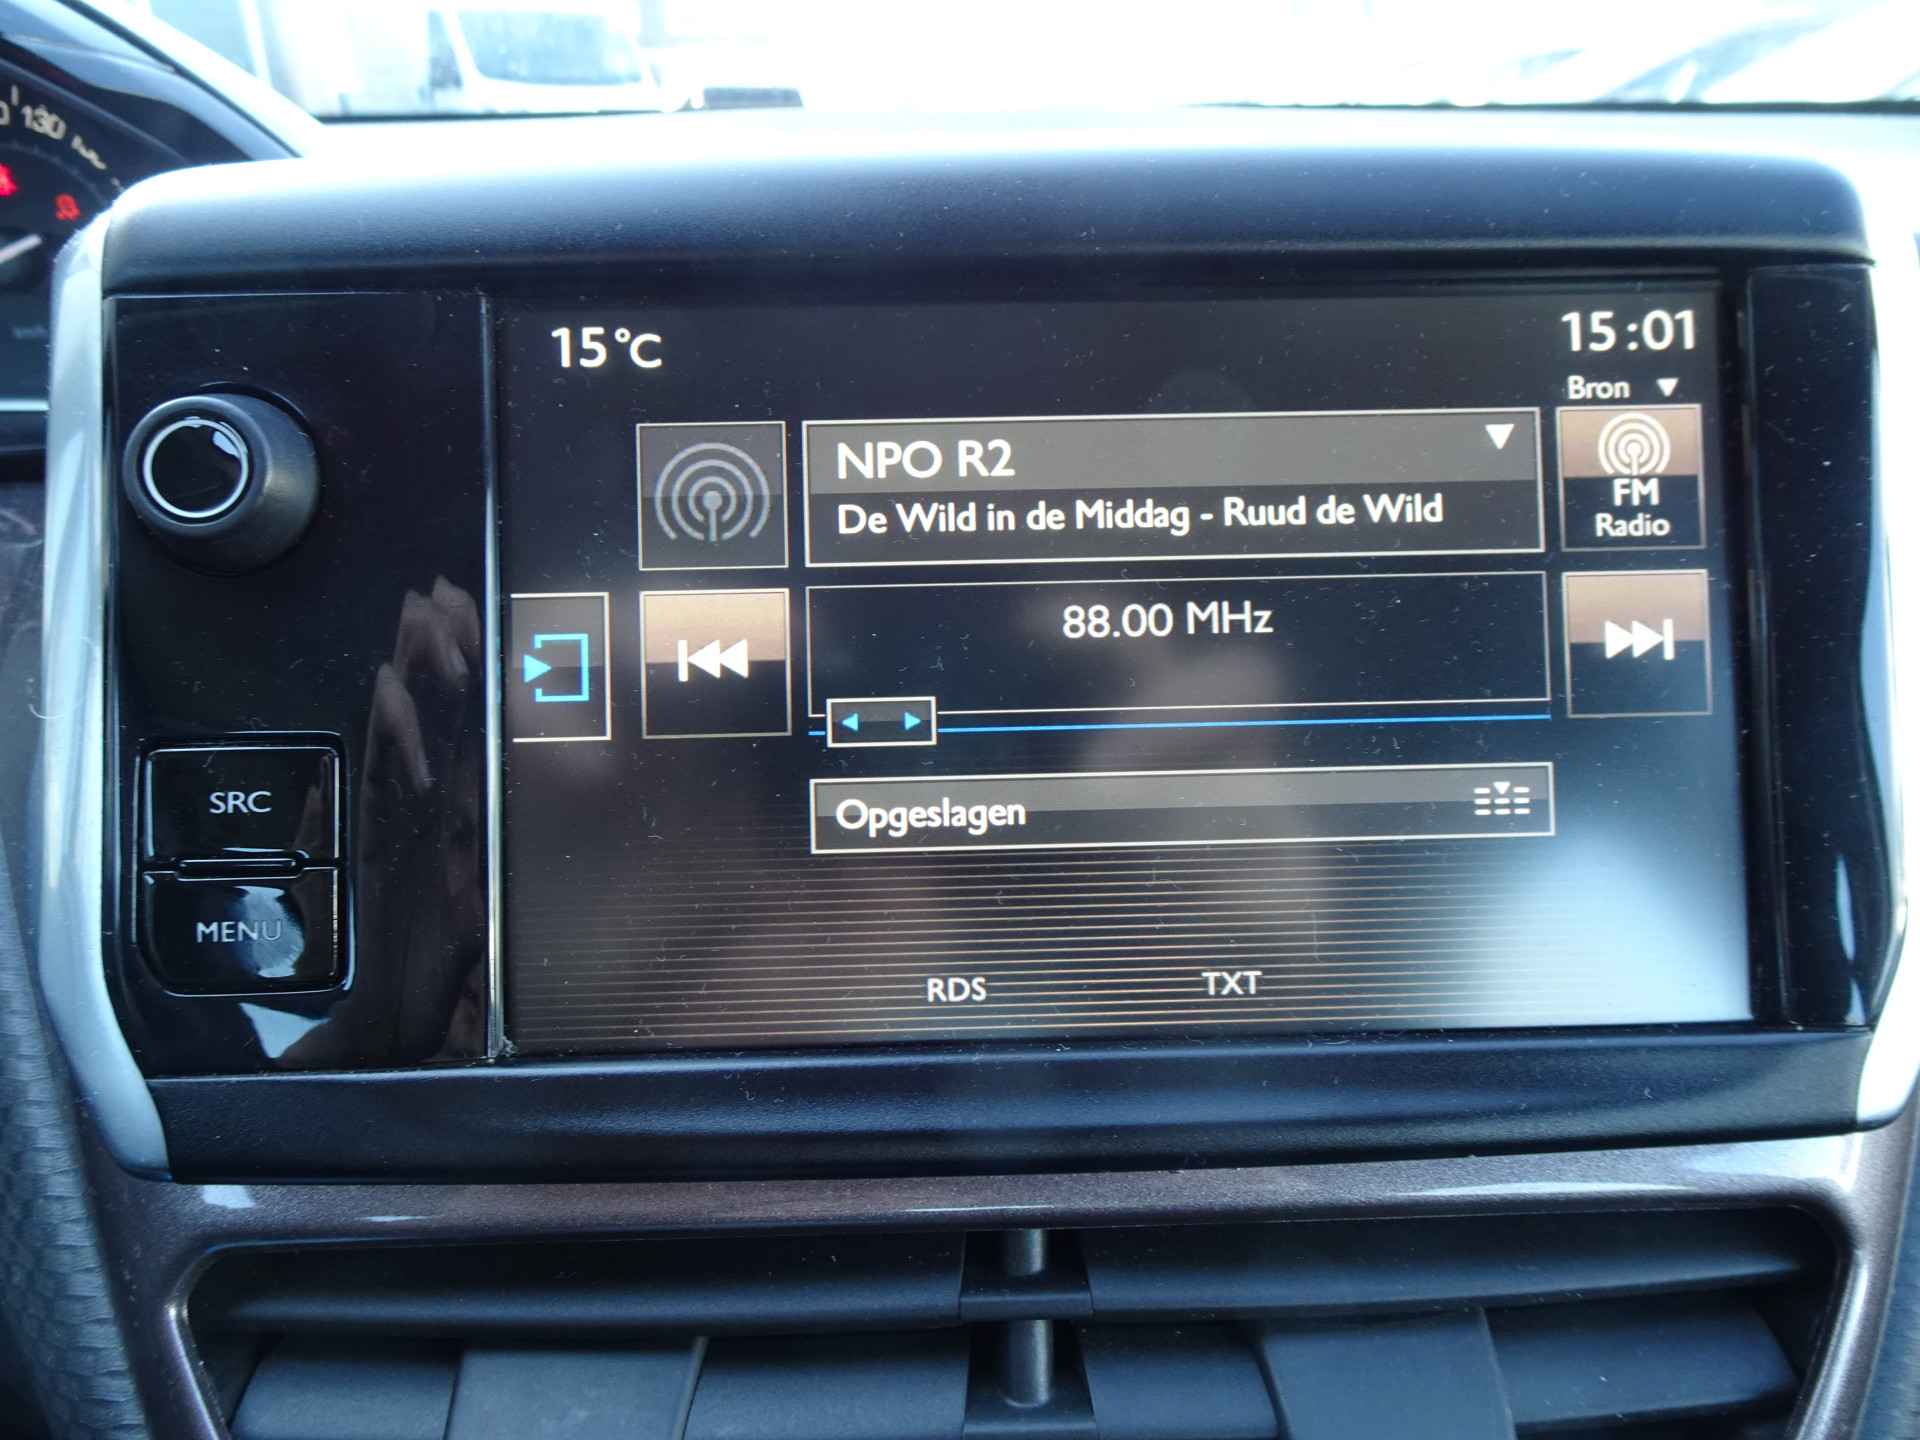 130
15°C
15:01
Bron
NPO R2
De Wild in de Middag - Ruud de Wild
FM
Radio
88.00 MHz
SRC
Opgeslagen
MENU
RDS
TXT